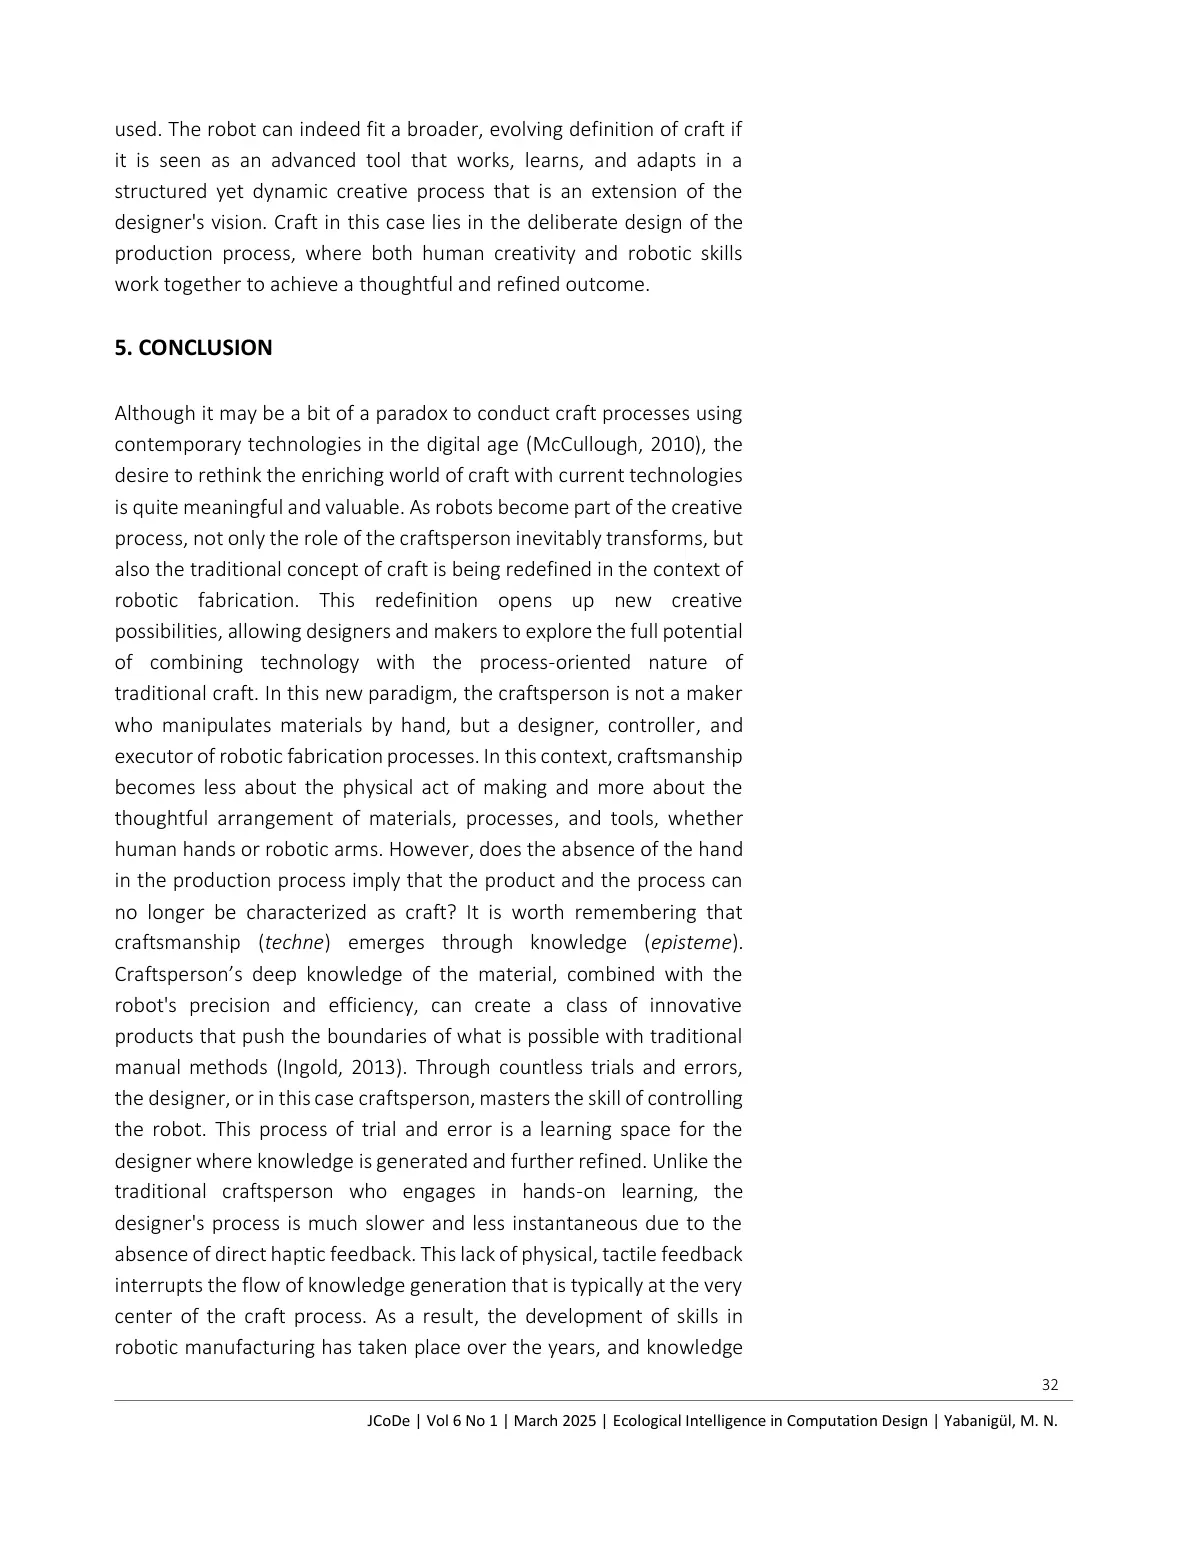 used. The robot can indeed fit a broader, evolving definition of craft if
it is seen as an advanced tool that works, learns, and adapts in a
structured yet dynamic creative process that is an extension of the
designer's vision. Craft in this case lies in the deliberate design of the
production process, where both human creativity and robotic skills
work together to achieve a thoughtful and refined outcome.
5. CONCLUSION
Although it may be a bit of a paradox to conduct craft processes using
contemporary technologies in the digital age (McCullough, 2010), the
desire to rethink the enriching world of craft with current technologies
is quite meaningful and valuable. As robots become part of the creative
process, not only the role of the craftsperson inevitably transforms, but
also the traditional concept of craft is being redefined in the context of
robotic fabrication. This redefinition opens up new creative
possibilities, allowing designers and makers to explore the full potential
of combining technology with the process-oriented nature of
traditional craft. In this new paradigm, the craftsperson is not a maker
who manipulates materials by hand, but a designer, controller, and
executor of robotic fabrication processes. In this context, craftsmanship
becomes less about the physical act of making and more about the
thoughtful arrangement of materials, processes, and tools, whether
human hands or robotic arms. However, does the absence of the hand
in the production process imply that the product and the process can
no longer be characterized as craft? It is worth remembering that
craftsmanship (techne) emerges through knowledge (episteme).
Craftsperson’s deep knowledge of the material, combined with the
robot's precision and efficiency, can create a class of innovative
products that push the boundaries of what is possible with traditional
manual methods (Ingold, 2013). Through countless trials and errors,
the designer, or in this case craftsperson, masters the skill of controlling
the robot. This process of trial and error is a learning space for the
designer where knowledge is generated and further refined. Unlike the
traditional craftsperson who engages in hands-on learning, the
designer's process is much slower and less instantaneous due to the
absence of direct haptic feedback. This lack of physical, tactile feedback
interrupts the flow of knowledge generation that is typically at the very
center of the craft process. As a result, the development of skills in
robotic manufacturing has taken place over the years, and knowledge
32
JCoDe | Vol 6 No 1 | March 2025 | Ecological Intelligence in Computation Design | Yabanigül, M. N.